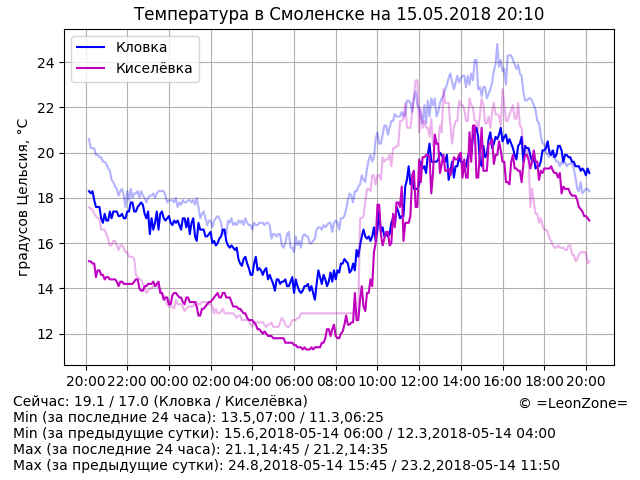 Температура в Смоленске на 15.05.2018 20:10
Кловка
Киселёвка
градусов Цельсия, °C
24
22
20
18
16
14
12
20:00 22:00 00:00 02:00 04:00 06:00 08:00 10:00 12:00 14:00 16:00 18:00 20:00
Сейчас: 19.1 / 17.0 (Кловка / Киселёвка)
© =LeonZone=
Min (за последние 24 часа): 13.5,07:00 / 11.3,06:25
Min (за предыдущие сутки): 15.6,2018-05-14 06:00 / 12.3,2018-05-14 04:00
Max (за последние 24 часа): 21.1,14:45 / 21.2,14:35
Max (за предыдущие сутки): 24.8,2018-05-14 15:45 / 23.2,2018-05-14 11:50